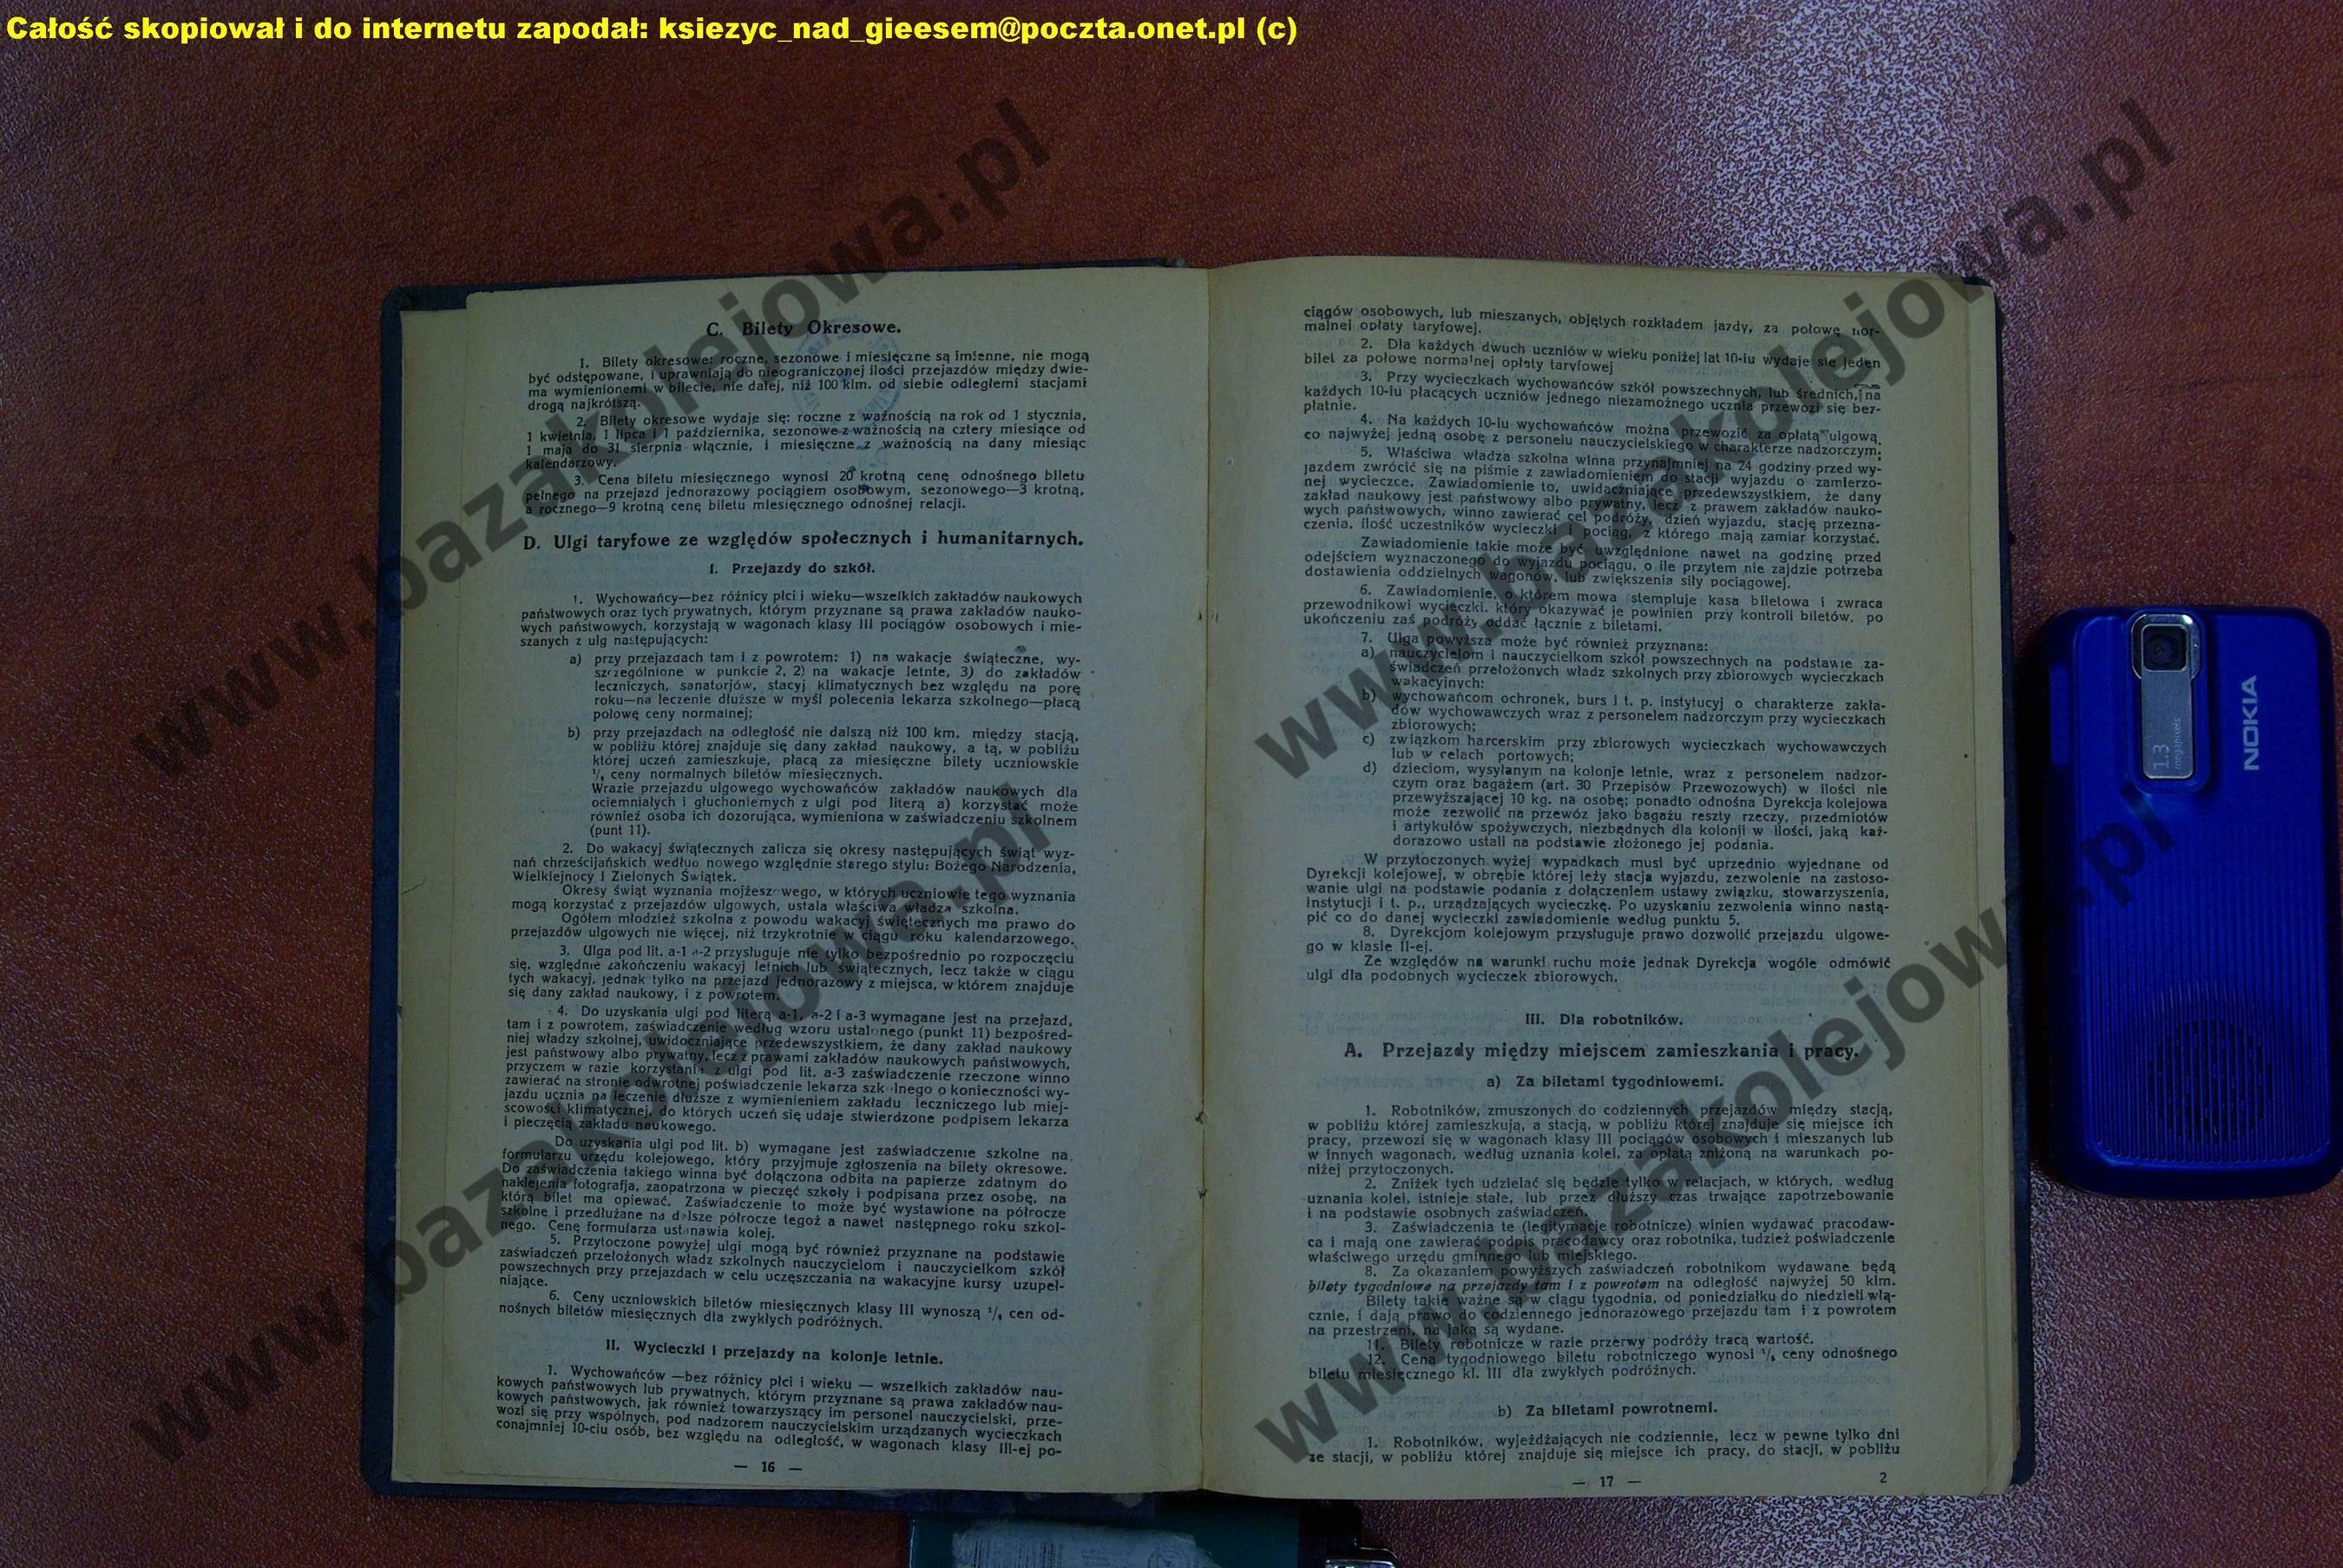 Całość skopiował i do internetu zapodał: ksiezyc_nad_gieesem@poczta.onet.pl (c)
C. Bilety Okresowe.
1. Bilety okresowe: roczne, sezonowe i miesięczne są imienne, nie mogą
być odstępowane, i uprawniają do nieograniczonej ilości przejazdów między dwie-
ma wymienionemi w bilecie, nie dalej, niż 100 klm. od siebie odległemi stacjami
drogą najkrótszą.
2. Bilety okresowe wydaje się: roczne z ważnością na rok od 1 stycznia,
1 kwietnia, 1 lipca i 1 października, sezonowe z ważnością na cztery miesiące od
1 maja do 31 sierpnia włącznie, i miesięczne z ważnością na dany miesiąc
kalendarzowy.
3. Cena biletu miesięcznego wynosi 20 krotną cenę odnośnego biletu
pełnego na przejazd jednorazowy pociągiem osobowym, sezonowego—3 krotną,
a rocznego—9 krotną cenę biletu miesięcznego odnośnej relacji.
D. Ulgi taryfowe ze względów społecznych i humanitarnych.
I. Przejazdy do szkół.
1. Wychowańcy—bez różnicy płci i wieku—wszelkich zakładów naukowych
państwowych oraz tych prywatnych, którym przyznane są prawa zakładów nauko-
wych państwowych, korzystają w wagonach klasy III pociągów osobowych i mie-
szanych z ulg następujących:
a) przy przejazdach tam i z powrotem: 1) na wakacje świąteczne, wy-
szczególnione w punkcie 2, 2) na wakacje letnie, 3) do zakładów
leczniczych, sanatorjów, stacyj klimatycznych bez względu na porę
roku—na leczenie dłuższe w myśl polecenia lekarza szkolnego—płacą
połowę ceny normalnej;
b) przy przejazdach na odległość nie dalszą niż 100 km. między stacją,
w pobliżu której znajduje się dany zakład naukowy, a tą, w pobliżu
której uczeń zamieszkuje, płacą za miesięczne bilety uczniowskie
ceny normalnych biletów miesięcznych.
Wrazie przejazdu ulgowego wychowańców zakładów naukowych dla
ociemniałych i głuchoniemych z ulgi pod literą a) korzystać może
również osoba ich dozorująca, wymieniona w zaświadczeniu szkolnem
(punt 11).
2. Do wakacyj świątecznych zalicza się okresy następujących świąt wyz-
nań chrześcijańskich według nowego względnie starego stylu: Bożego Narodzenia,
Wielkiejnocy i Zielonych Świątek.
Okresy świąt wyznania mojżeszowego, w których uczniowie tego wyznania
mogą korzystać z przejazdów ulgowych, ustala właściwa władza szkolna.
Ogółem młodzież szkolna z powodu wakacyj świętecznych ma prawo do
przejazdów ulgowych nie więcej, niż trzykrotnie w ciągu roku kalendarzowego.
3. Ulga pod lit. a-1 a-2 przysługuje nie tylko bezpośrednio po rozpoczęciu
się, względnie zakończeniu wakacyj letnich lub świątecznych, lecz także w ciągu
tych wakacyj, jednak tylko na przejazd jednorazowy z miejsca, w którem znajduje
się dany zakład naukowy, i z powrotem.
4. Do uzyskania ulgi pod literą a-1, a-2 i a-3 wymagane jest na przejazd,
tam i z powrotem, zaświadczenie według wzoru ustalonego (punkt 11) bezpośred-
niej władzy szkolnej, uwidoczniające przedewszystkiem, że dany zakład naukowy
jest państwowy albo prywatny, lecz z prawami zakładów naukowych państwowych,
przyczem w razie korzystania z ulgi pod lit. a-3 zaświadczenie rzeczone winno
zawierać na stronie odwrotnej poświadczenie lekarza szkolnego o konieczności wy-
jazdu ucznia na leczenie dłuższe z wymienieniem zakładu leczniczego lub miej-
scowości klimatycznej, do których uczeń się udaje stwierdzone podpisem lekarza
i pieczęcią zakładu naukowego.
Do uzyskania ulgi pod lit. b) wymagane jest zaświadczenie szkolne na
formularzu urzędu kolejowego, który przyjmuje zgłoszenia na bilety okresowe.
Do zaświadczenia takiego winna być dołączona odbita na papierze zdatnym do
naklejenia fotografja, zaopatrzona w pieczęć szkoły i podpisana przez osobę, na
którą bilet ma opiewać. Zaświadczenie to może być wystawione na półrocze
szkolne i przedłużane na dalsze półrocze tegoż a nawet następnego roku szkol-
nego. Cenę formularza ustanawia kolej.
5. Przytoczone powyżej ulgi mogą być również przyznane na podstawie
zaświadczeń przełożonych władz szkolnych nauczycielom i nauczycielkom szkół
powszechnych przy przejazdach w celu uczęszczania na wakacyjne kursy uzupeł-
niające.
6. Ceny uczniowskich biletów miesięcznych klasy III wynoszą cen od-
nośnych biletów miesięcznych dla zwykłych podróżnych.
II. Wycieczki i przejazdy na kolonje letnie.
1. Wychowańców —bez różnicy płci i wieku — wszelkich zakładów nau-
kowych państwowych lub prywatnych, którym przyznane są prawa zakładów nau-
kowych państwowych, jak również towarzyszący im personel nauczycielski, prze-
wozi się przy wspólnych, pod nadzorem nauczycielskim urządzanych wycieczkach
conajmniej 10-ciu osób, bez względu na odległość, w wagonach klasy III-ej po-
— 16 —
ciągów osobowych, lub mieszanych, objętych rozkładem jazdy, za połowę nor-
malnej opłaty taryfowej.
2. Dla każdych dwuch uczniów w wieku poniżej lat 10-iu wydaje się jeden
bilet za połowę normalnej opłaty taryfowej
3. Przy wycieczkach wychowańców szkół powszechnych, lub średnich, na
każdych 10-iu płacących uczniów jednego niezamożnego ucznia przewozi się bez-
płatnie.
4. Na każdych 10-iu wychowańców można przewozić za opłatą ulgową
co najwyżej jedną osobę z personelu nauczycielskiego w charakterze nadzorczym;
5. Właściwa władza szkolna winna przynajmniej na 24 godziny przed wy-
jazdem zwrócić się na piśmie z zawiadomieniem do stacji wyjazdu o zamierzo-
nej wycieczce. Zawiadomienie to, uwidaczniające przedewszystkiem, że dany
zakład naukowy jest państwowy albo prywatny, lecz z prawem zakładów nauko-
wych państwowych, winno zawierać cel podróży, dzień wyjazdu, stację przezna-
czenia, ilość uczestników wycieczki i pociąg, z którego mają zamiar korzystać.
Zawiadomienie takie może być uwzględnione nawet na godzinę przed
odejściem wyznaczonego do wyjazdu pociągu, o ile przytem nie zajdzie potrzeba
dostawienia oddzielnych wagonów, lub zwiększenia siły pociągowej.
6. Zawiadomienie, o którem mowa stempluje kasa biletowa i zwraca
przewodnikowi wycieczki, który okazywać je powinien przy kontroli biletów, po
ukończeniu zaś podróży oddać łącznie z biletami.
7. Ulga powyższa może być również przyznana:
a) nauczycielom i nauczycielkom szkół powszechnych na podstawie za-
świadczeń przełożonych władz szkolnych przy zbiorowych wycieczkach
wakacyjnych;
b) wychowańcom ochronek, burs i t. p. instytucyj o charakterze zakła-
dów wychowawczych wraz z personelem nadzorczym przy wycieczkach
zbiorowych;
c) związkom harcerskim przy zbiorowych wycieczkach wychowawczych
lub w celach portowych;
d) dzieciom, wysyłanym na kolonje letnie, wraz z personelem nadzor-
czym oraz bagażem (art. 30 Przepisów Przewozowych) w ilości nie
przewyższającej 10 kg. na osobę; ponadto odnośna Dyrekcja kolejowa
może zezwolić na przewóz jako bagażu reszty rzeczy, przedmiotów
i artykułów spożywczych, niezbędnych dla kolonji w ilości, jaką każ-
dorazowo ustali na podstawie złożonego jej podania.
W przytoczonych wyżej wypadkach musi być uprzednio wyjednane od
Dyrekcji kolejowej, w obrębie której leży stacja wyjazdu, zezwolenie na zastoso-
wanie ulgi na podstawie podania z dołączeniem ustawy związku, stowarzyszenia,
instytucji i t. p., urządzających wycieczkę. Po uzyskaniu zezwolenia winno nastą-
pić co do danej wycieczki zawiadomienie według punktu 5.
8. Dyrekcjom kolejowym przysługuje prawo dozwolić przejazdu ulgowe-
go w klasie II-ej.
Ze względów na warunki ruchu może jednak Dyrekcja wogóle odmówić
ulgi dla podobnych wycieczek zbiorowych.
III. Dla robotników.
A. Przejazdy między miejscem zamieszkania i pracy.
a) Za biletami tygodniowemi.
1. Robotników, zmuszonych do codziennych przejazdów między stacją,
w pobliżu której zamieszkują, a stacją, w pobliżu której znajduje się miejsce ich
pracy, przewozi się w wagonach klasy III pociągów osobowych i mieszanych lub
w innych wagonach, według uznania kolei, za opłatą zniżoną na warunkach po-
niżej przytoczonych.
2. Zniżek tych udzielać się będzie tylko w relacjach, w których, według
uznania kolei, istnieje stałe, lub przez dłuższy czas trwające zapotrzebowanie
i na podstawie osobnych zaświadczeń.
3. Zaświadczenia te (legitymacje robotnicze) winien wydawać pracodaw-
ca i mają one zawierać podpis pracodawcy oraz robotnika, tudzież poświadczenie
właściwego urzędu gminnego lub miejskiego.
8. Za okazaniem powyższych zaświadczeń robotnikom wydawane będą
bilety tygodniowe na przejazdy tam i z powrotem na odległość najwyżej 50 klm.
Bilety takie ważne są w ciągu tygodnia, od poniedziałku do niedzieli włą-
cznie, i dają prawo do codziennego jednorazowego przejazdu tam i z powrotem
na przestrzeni, na jaką są wydane.
11. Bilety robotnicze w razie przerwy podróży tracą wartość.
12. Cena tygodniowego biletu robotniczego wynosi ceny odnośnego
biletu miesięcznego kl. III dla zwykłych podróżnych.
b) Za biletami powrotnemi.
1. Robotników, wyjeżdżających nie codziennie, lecz w pewne tylko dni
ze stacji, w pobliżu której znajduje się miejsce ich pracy, do stacji, w pobliżu
— 17 —
2
NOKIA
1.3
megapixels
www.bazakolejowa.pl
www.bazakolejowa.pl
www.bazakolejowa.pl
www.bazakolejowa.pl